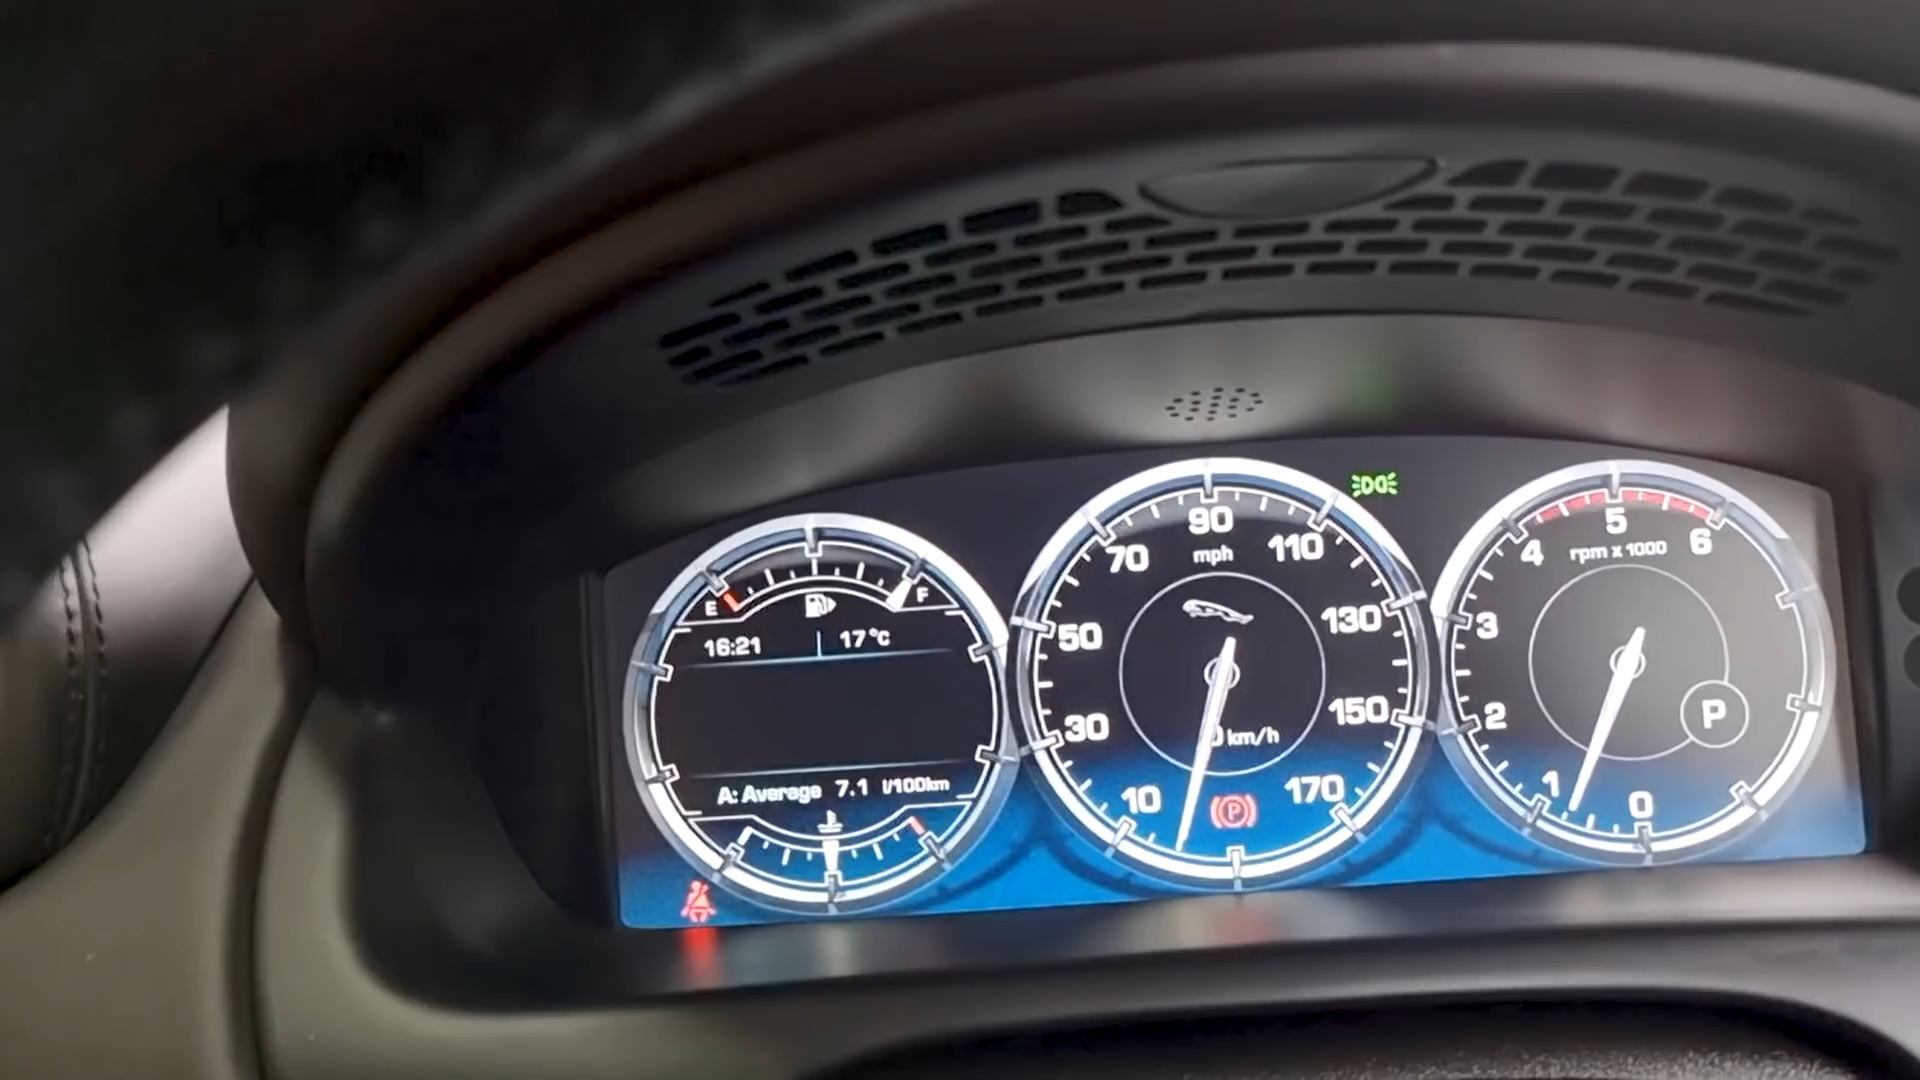 E F
16:21 17°C
A: Average 7.1 l/100km
10 30 50 70 90 110 130 150 170
mph
km/h
P
0 1 2 3 4 5 6
rpm x 1000
P